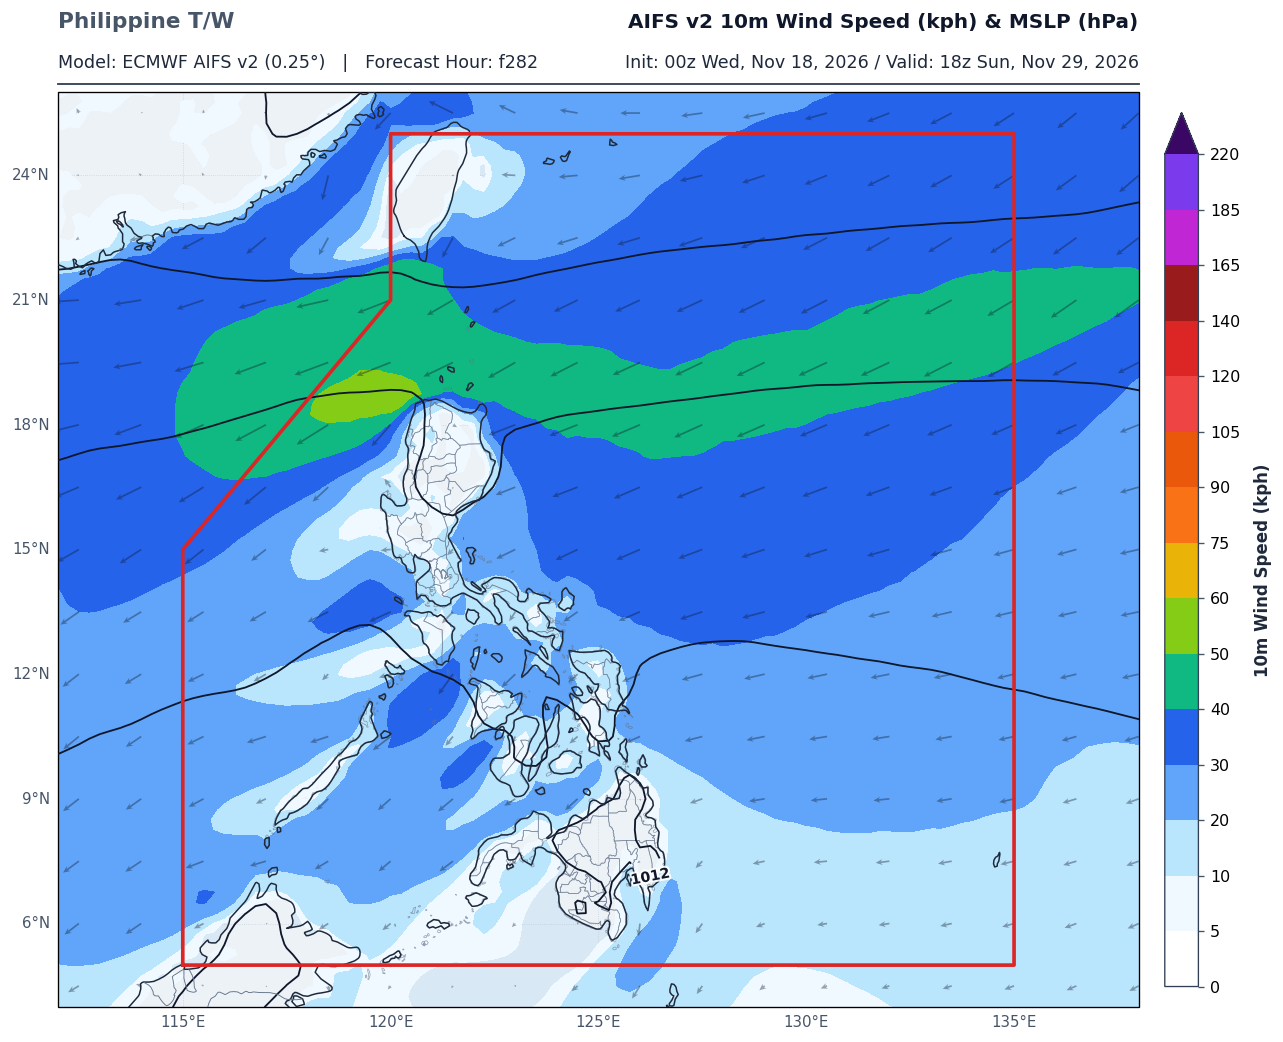 Philippine T/W
AIFS v2 10m Wind Speed (kph) & MSLP (hPa)
Model: ECMWF AIFS v2 (0.25°) | Forecast Hour: f282
Init: 00z Wed, Nov 18, 2026 / Valid: 18z Sun, Nov 29, 2026
24°N
21°N
18°N
15°N
12°N
9°N
6°N
1012
115°E
120°E
125°E
130°E
135°E
220
185
165
140
120
105
90
75
60
50
40
30
20
10
5
0
10m Wind Speed (kph)